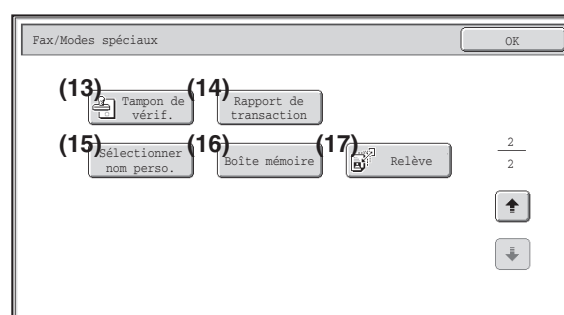 Fax/Modes spéciaux
OK
(13)
Tampon de
vérif.
(14)
Rapport de
transaction
(15)
Sélectionner
nom perso.
(16)
Boîte mémoire
(17)
Relève
2
2